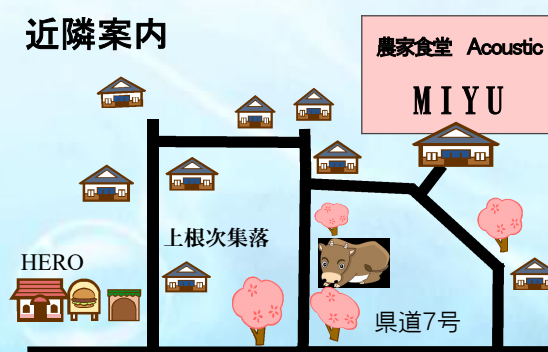 近隣案内
農家食堂 Acoustic
MIYU
上根次集落
HERO
県道7号